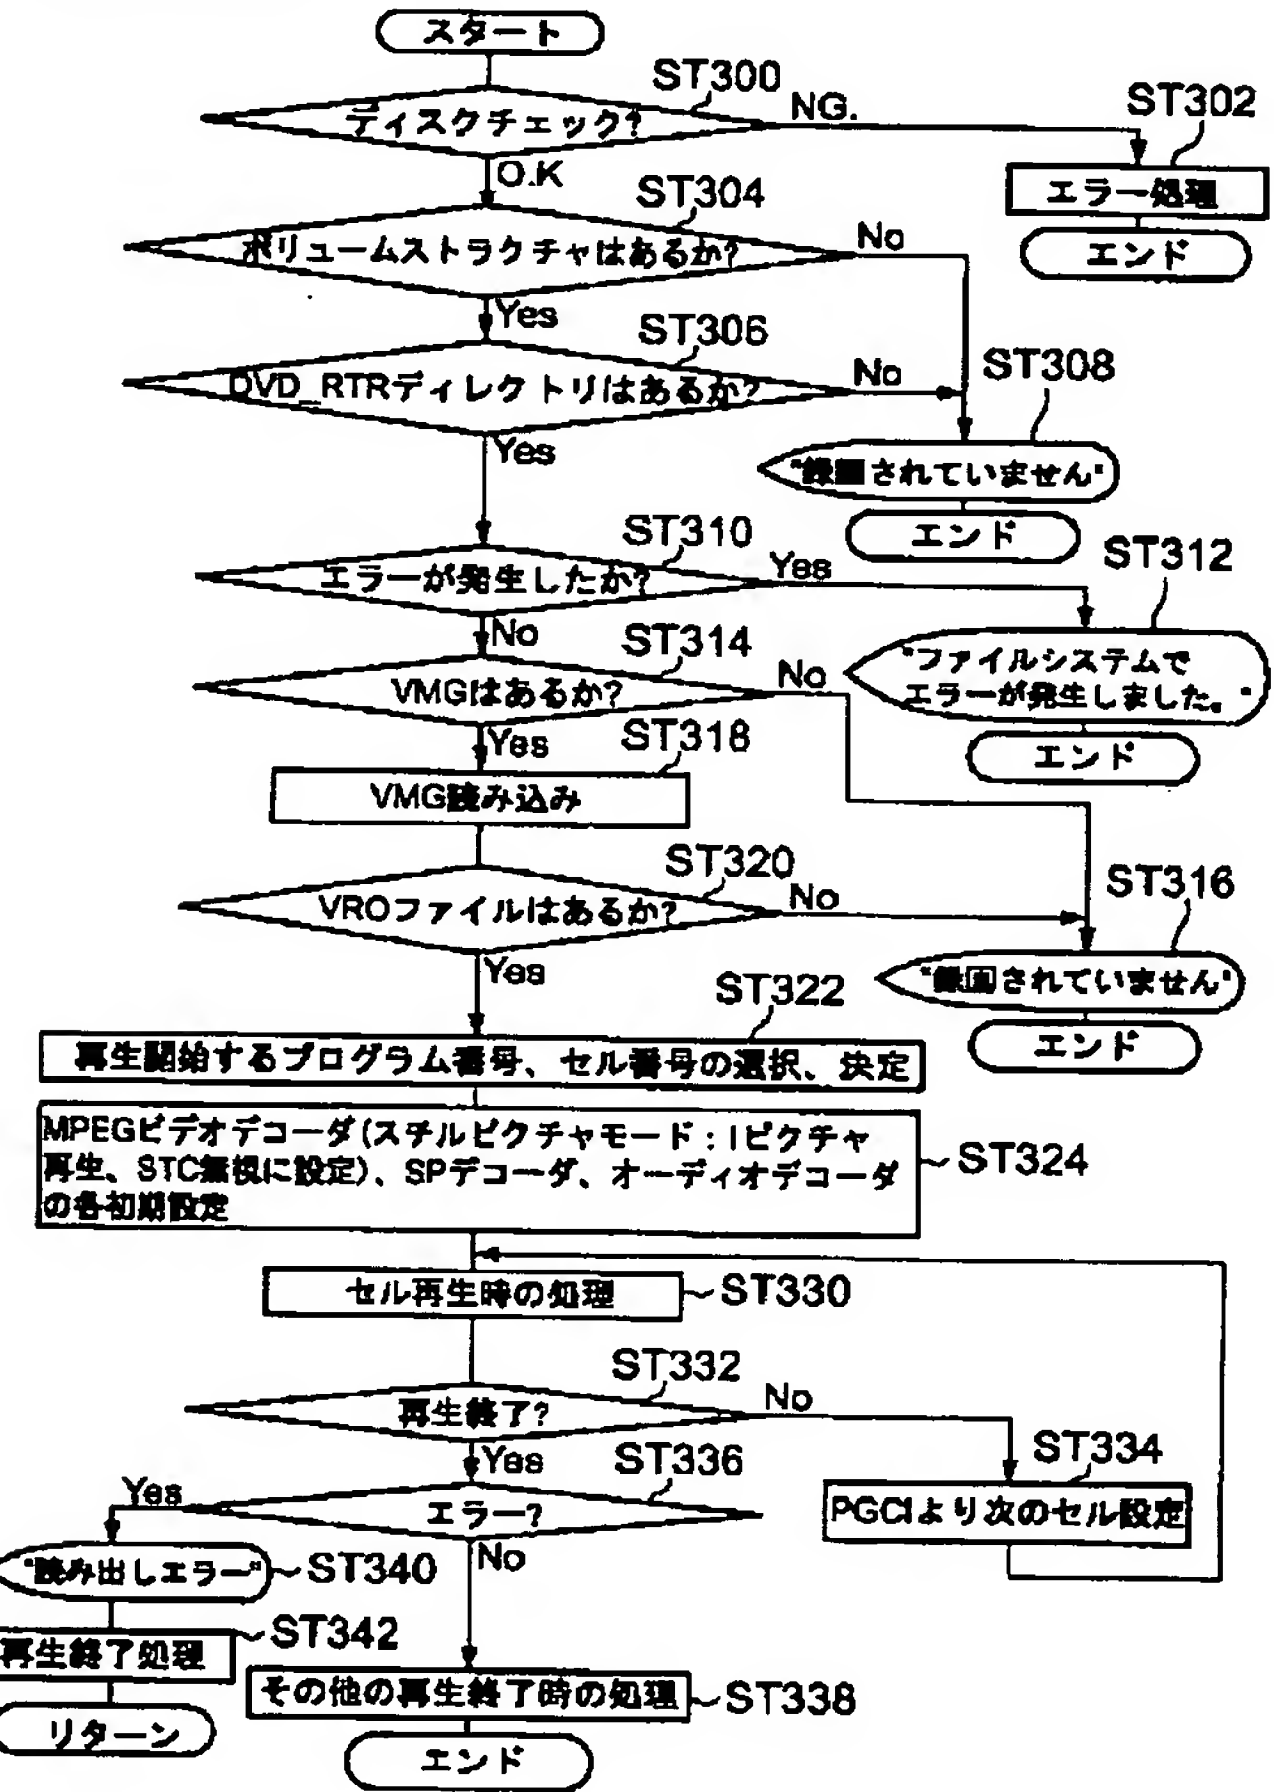 スタート
ST300
ディスクチェック?
NG.
ST302
O.K
エラー処理
エンド
ST304
ボリュームストラクチャはあるか?
No
Yes
ST306
DVD_RTRディレクトリはあるか?
No
ST308
Yes
"録画されていません"
エンド
ST310
エラーが発生したか?
Yes
ST312
No
"ファイルシステムで
エラーが発生しました。"
エンド
ST314
VMGはあるか?
No
Yes
ST318
VMG読み込み
ST320
VROファイルはあるか?
No
ST316
Yes
"録画されていません"
エンド
ST322
再生開始するプログラム番号、セル番号の選択、決定
MPEGビデオデコーダ(スチルピクチャモード:Iピクチャ
再生、STC無視に設定)、SPデコーダ、オーディオデコーダ
の各初期設定
ST324
セル再生時の処理
ST330
ST332
再生終了?
No
Yes
ST334
PGCIより次のセル設定
ST336
エラー?
Yes
No
"読み出しエラー"
ST340
ST342
再生終了処理
リターン
その他の再生終了時の処理
ST338
エンド